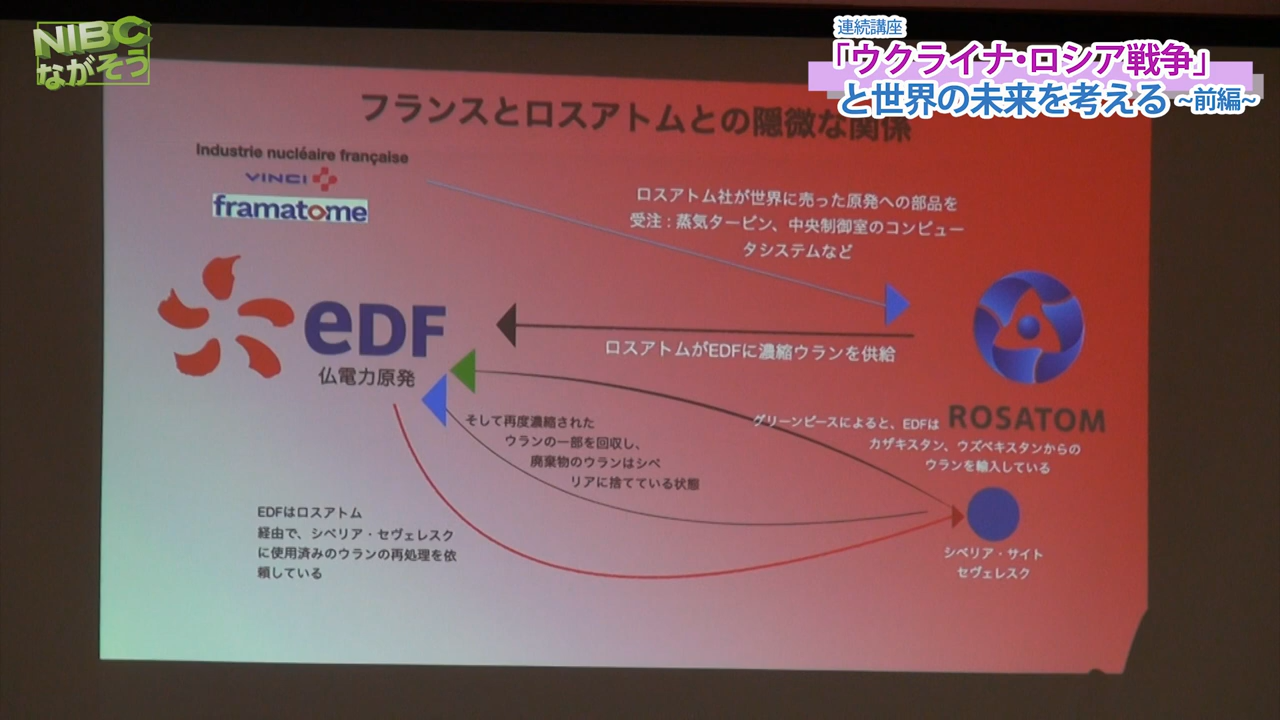 NIBC
ながそう
連続講座
「ウクライナ・ロシア戦争」
と世界の未来を考える ~前編~
フランスとロスアトムとの隠微な関係
Industrie nucléaire française
VINCI
framatome
ロスアトム社が世界に売った原発への部品を
受注：蒸気タービン、中央制御室のコンピュー
タシステムなど
eDF
仏電力原発
ロスアトムがEDFに濃縮ウランを供給
ROSATOM
グリーンピースによると、EDFは
カザキスタン、ウズベキスタンからの
ウランを輸入している
そして再度濃縮された
ウランの一部を回収し、
廃棄物のウランはシベ
リアに捨てている状態
EDFはロスアトム
経由で、シベリア・セヴェレスク
に使用済みのウランの再処理を依
頼している
シベリア・サイト
セヴェレスク